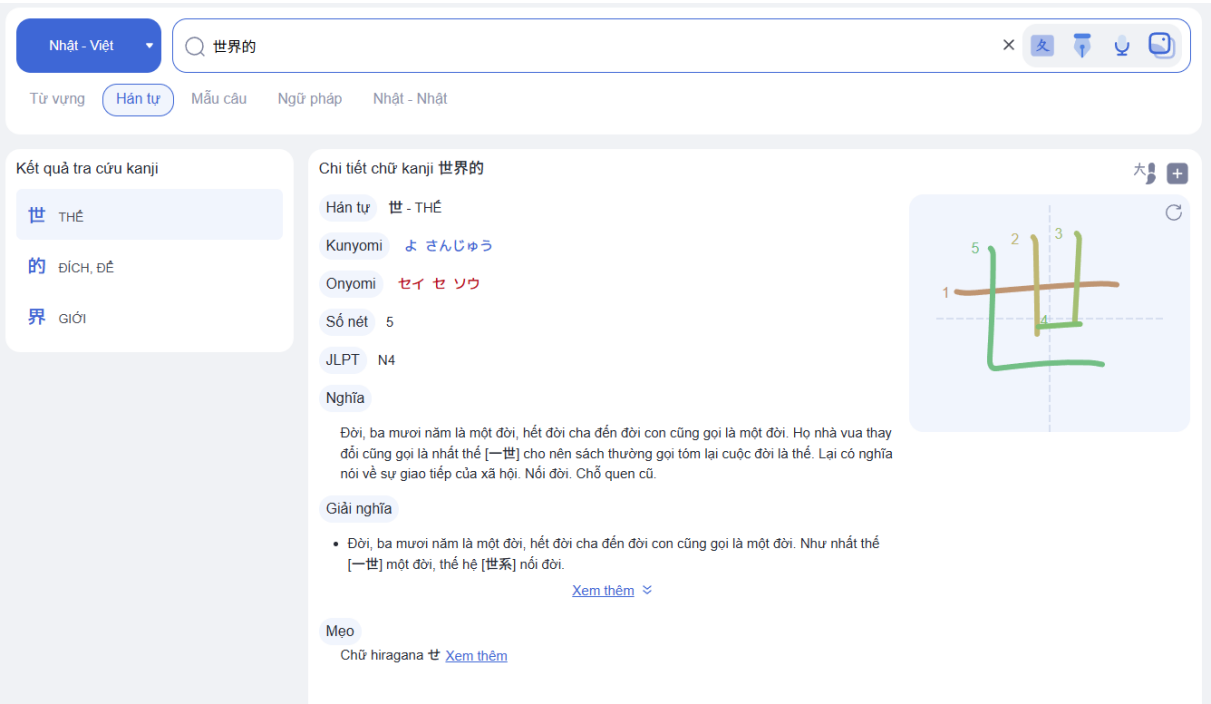 Nhật - Việt
世界的
Từ vựng Hán tự Mẫu câu Ngữ pháp Nhật - Nhật
Kết quả tra cứu kanji
世 THẾ
的 ĐÍCH, ĐỂ
界 GIỚI
Chi tiết chữ kanji 世界的
Hán tự 世 - THẾ
Kunyomi よ さんじゅう
Onyomi セイ セ ソウ
Số nét 5
JLPT N4
Nghĩa
Đời, ba mươi năm là một đời, hết đời cha đến đời con cũng gọi là một đời. Họ nhà vua thay
đổi cũng gọi là nhất thế [一世] cho nên sách thường gọi tóm lại cuộc đời là thế. Lại có nghĩa
nói về sự giao tiếp của xã hội. Nối đời. Chỗ quen cũ.
Giải nghĩa
Đời, ba mươi năm là một đời, hết đời cha đến đời con cũng gọi là một đời. Như nhất thế
[一世] một đời, thế hệ [世系] nối đời.
Xem thêm
Mẹo
Chữ hiragana せ Xem thêm
大
1
2
3
4
5
世